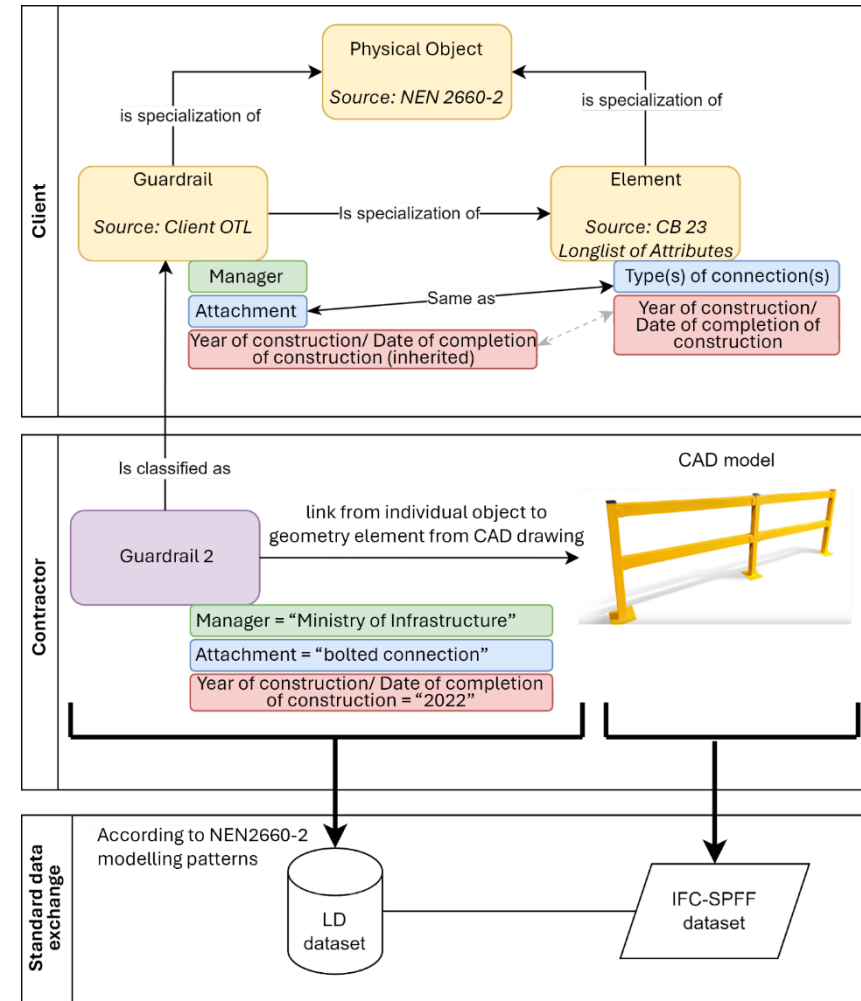 Client
Physical Object
Source: NEN 2660-2
is specialization of
is specialization of
Guardrail
Source: Client OTL
Is specialization of
Element
Source: CB 23
Longlist of Attributes
Manager
Attachment
Year of construction/ Date of completion
of construction (inherited)
Same as
Type(s) of connection(s)
Year of construction/
Date of completion of
construction
Contractor
Is classified as
CAD model
Guardrail 2
link from individual object to
geometry element from CAD drawing
Manager = “Ministry of Infrastructure”
Attachment = “bolted connection”
Year of construction/ Date of completion
of construction = “2022”
Standard data
exchange
According to NEN2660-2
modelling patterns
LD
dataset
IFC-SPFF
dataset